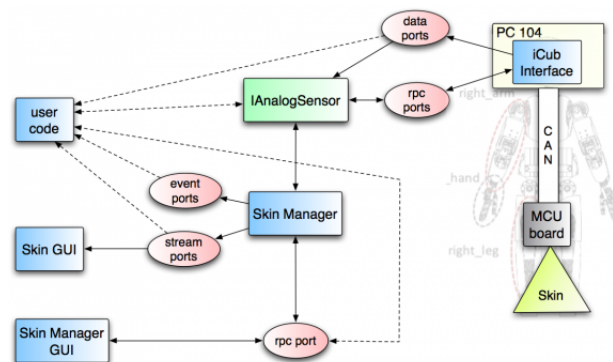 data
ports
PC 104
iCub
Interface
IAnalogSensor
rpc
ports
right_arm
user
code
C
A
N
event
ports
_hand
Skin Manager
MCU
board
Skin GUI
stream
ports
right_leg
Skin
Skin Manager
GUI
rpc port